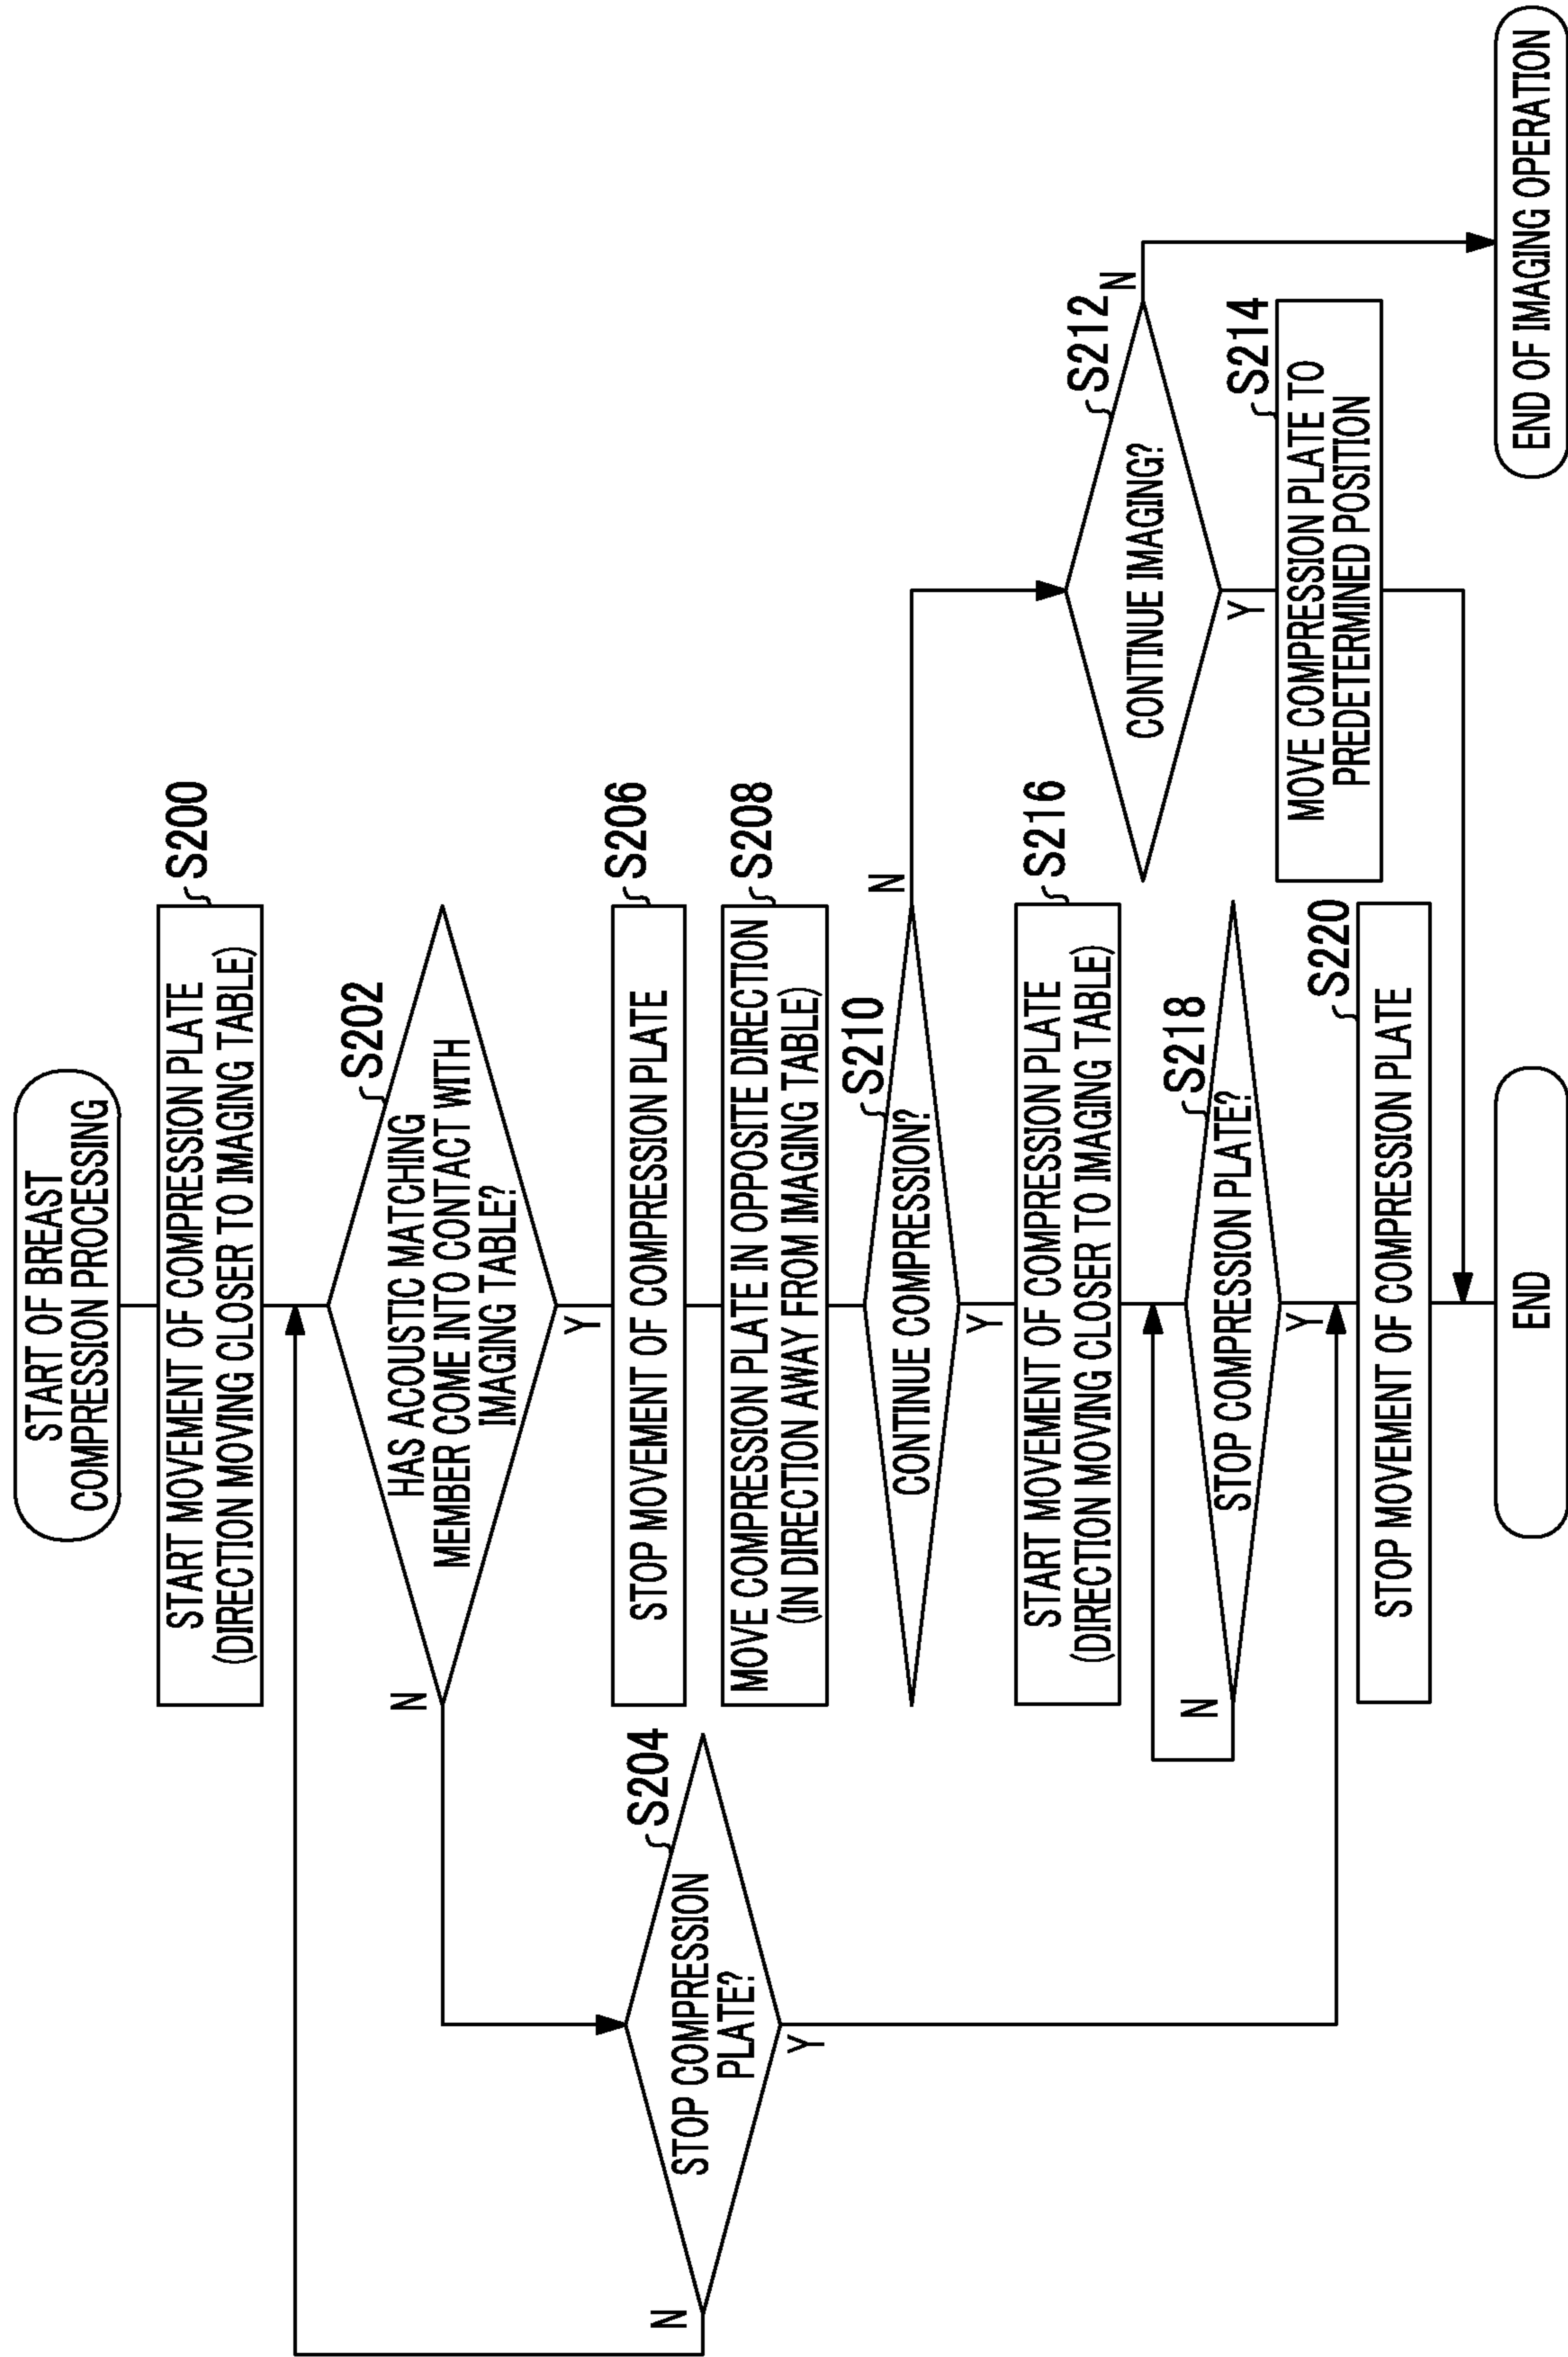 START OF BREAST
COMPRESSION PROCESSING
S200
START MOVEMENT OF COMPRESSION PLATE
(DIRECTION MOVING CLOSER TO IMAGING TABLE)
S202
HAS ACOUSTIC MATCHING
MEMBER COME INTO CONTACT WITH
IMAGING TABLE?
N
Y
S204
STOP COMPRESSION
PLATE?
N
Y
S206
STOP MOVEMENT OF COMPRESSION PLATE
S208
MOVE COMPRESSION PLATE IN OPPOSITE DIRECTION
(IN DIRECTION AWAY FROM IMAGING TABLE)
S210
CONTINUE COMPRESSION?
N
Y
S212
CONTINUE IMAGING?
N
Y
S214
MOVE COMPRESSION PLATE TO
PREDETERMINED POSITION
S216
START MOVEMENT OF COMPRESSION PLATE
(DIRECTION MOVING CLOSER TO IMAGING TABLE)
S218
STOP COMPRESSION PLATE?
N
Y
S220
STOP MOVEMENT OF COMPRESSION PLATE
END
END OF IMAGING OPERATION